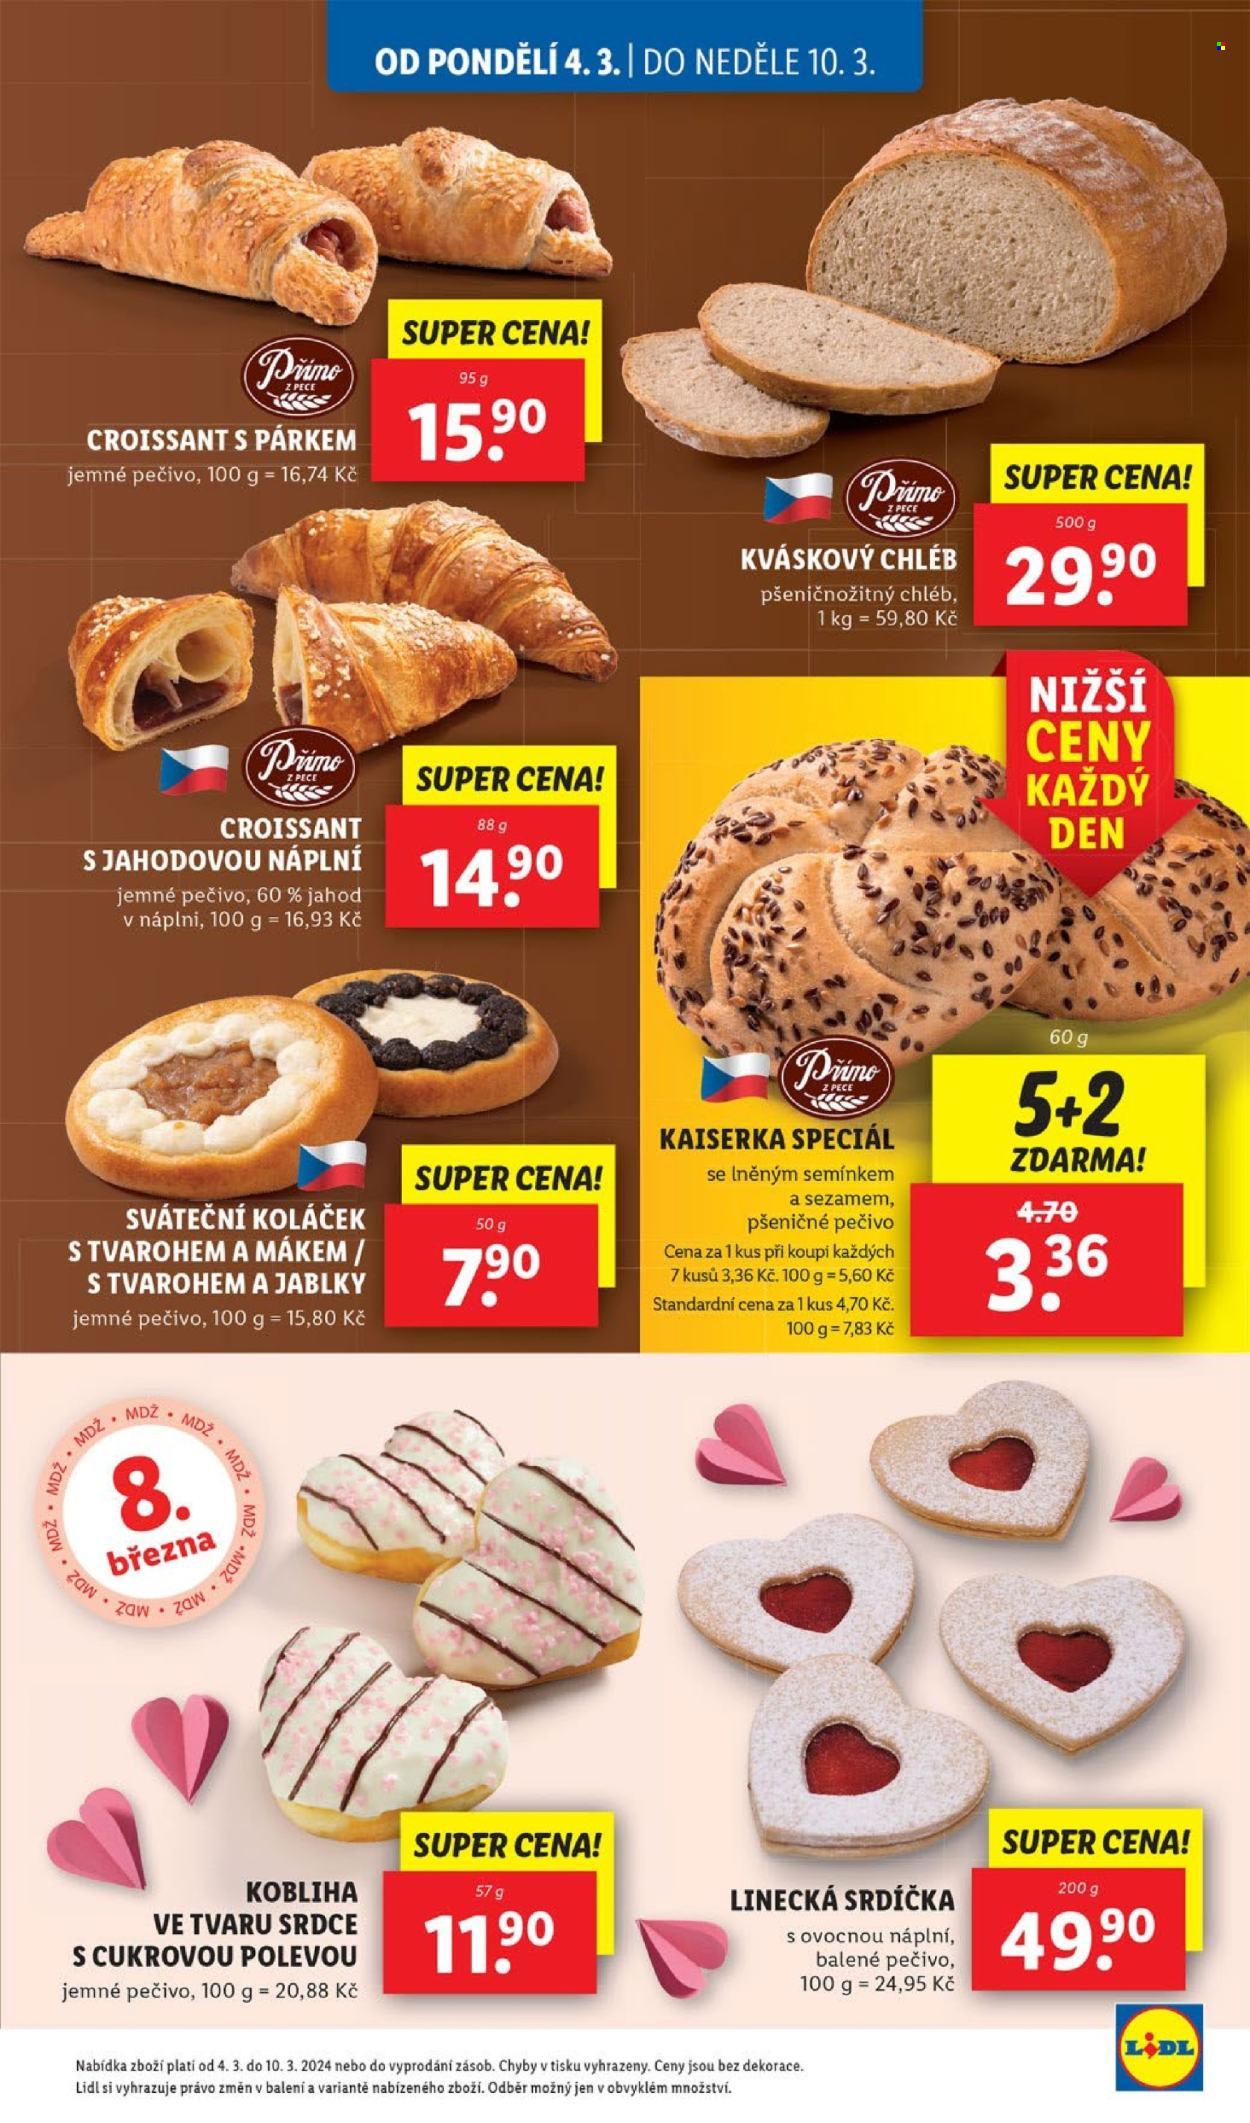 OD PONDĚLÍ 4. 3. | DO NEDĚLE 10. 3.
SUPER CENA!
Přímo
Z PECE
95 g
15.90
CROISSANT S PÁRKEM
jemné pečivo, 100 g = 16,74 Kč
SUPER CENA!
Přímo
Z PECE
500 g
29.90
KVÁSKOVÝ CHLÉB
pšeničnožitný chléb,
1 kg = 59,80 Kč
SUPER CENA!
Přímo
Z PECE
88 g
14.90
CROISSANT
S JAHODOVOU NÁPLNÍ
jemné pečivo, 60 % jahod
v náplni, 100 g = 16,93 Kč
NIŽŠÍ
CENY
KAŽDÝ
DEN
60 g
Přímo
Z PECE
5+2
ZDARMA!
4.70
3.36
KAISERKA SPECIÁL
se lněným semínkem
a sezamem,
pšeničné pečivo
Cena za 1 kus při koupi každých
7 kusů 3,36 Kč. 100 g = 5,60 Kč
Standardní cena za 1 kus 4,70 Kč.
100 g = 7,83 Kč
SUPER CENA!
50 g
7.90
SVÁTEČNÍ KOLÁČEK
S TVAROHEM A MÁKEM /
S TVAROHEM A JABLKY
jemné pečivo, 100 g = 15,80 Kč
MDŽ • MDŽ • MDŽ • MDŽ • MDŽ • MDŽ • MDŽ • MDŽ • MDŽ • MDŽ • MDŽ •
8.
března
SUPER CENA!
57 g
11.90
KOBLIHA
VE TVARU SRDCE
S CUKROVOU POLEVOU
jemné pečivo, 100 g = 20,88 Kč
SUPER CENA!
200 g
49.90
LINECKÁ SRDÍČKA
s ovocnou náplní,
balené pečivo,
100 g = 24,95 Kč
LIDL
Nabídka zboží platí od 4. 3. do 10. 3. 2024 nebo do vyprodání zásob. Chyby v tisku vyhrazeny. Ceny jsou bez dekorace.
Lidl si vyhrazuje právo změn v balení a variantě nabízeného zboží. Odběr možný jen v obvyklém množství.